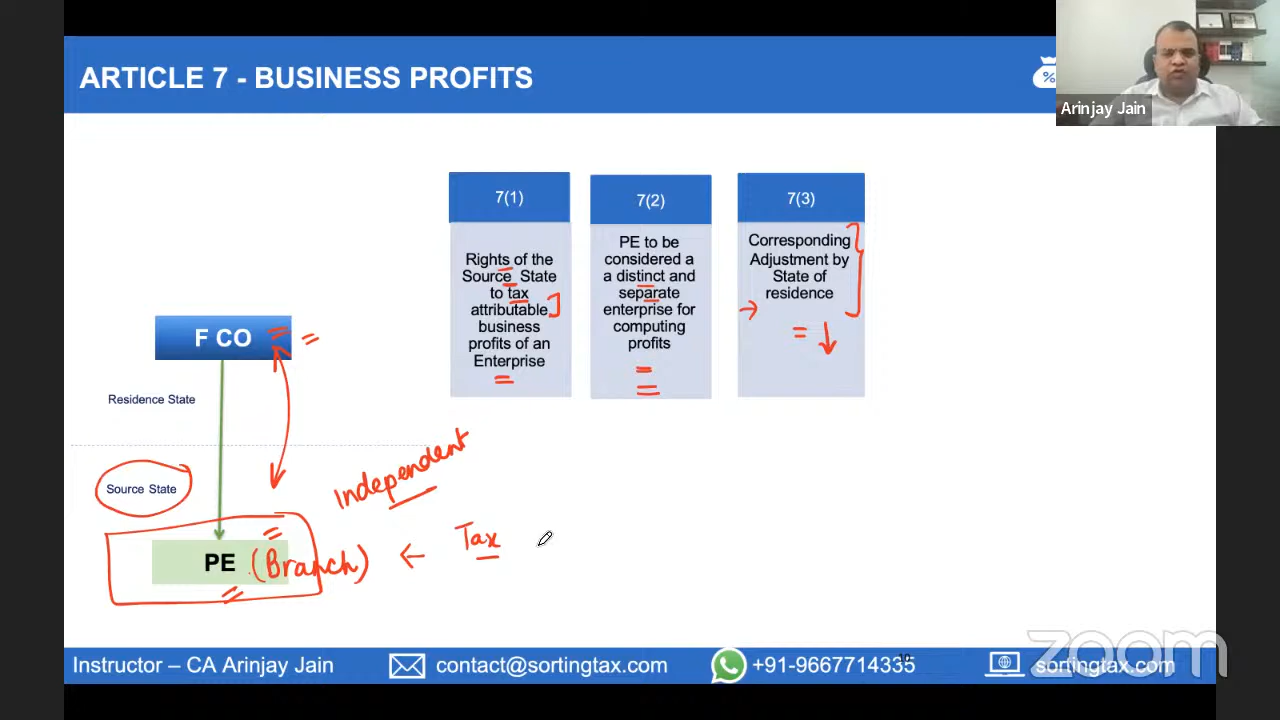 ARTICLE 7 - BUSINESS PROFITS
%
Arinjay Jain
7(1)
Rights of the
Source State
to tax
attributable
business
profits of an
Enterprise
7(2)
PE to be
considered a
a distinct and
separate
enterprise for
computing
profits
7(3)
Corresponding
Adjustment by
State of
residence
F CO
Residence State
Source State
Independent
PE (Branch) ← Tax
Instructor – CA Arinjay Jain
contact@sortingtax.com
+91-9667714335
10
sortingtax.com
zoom